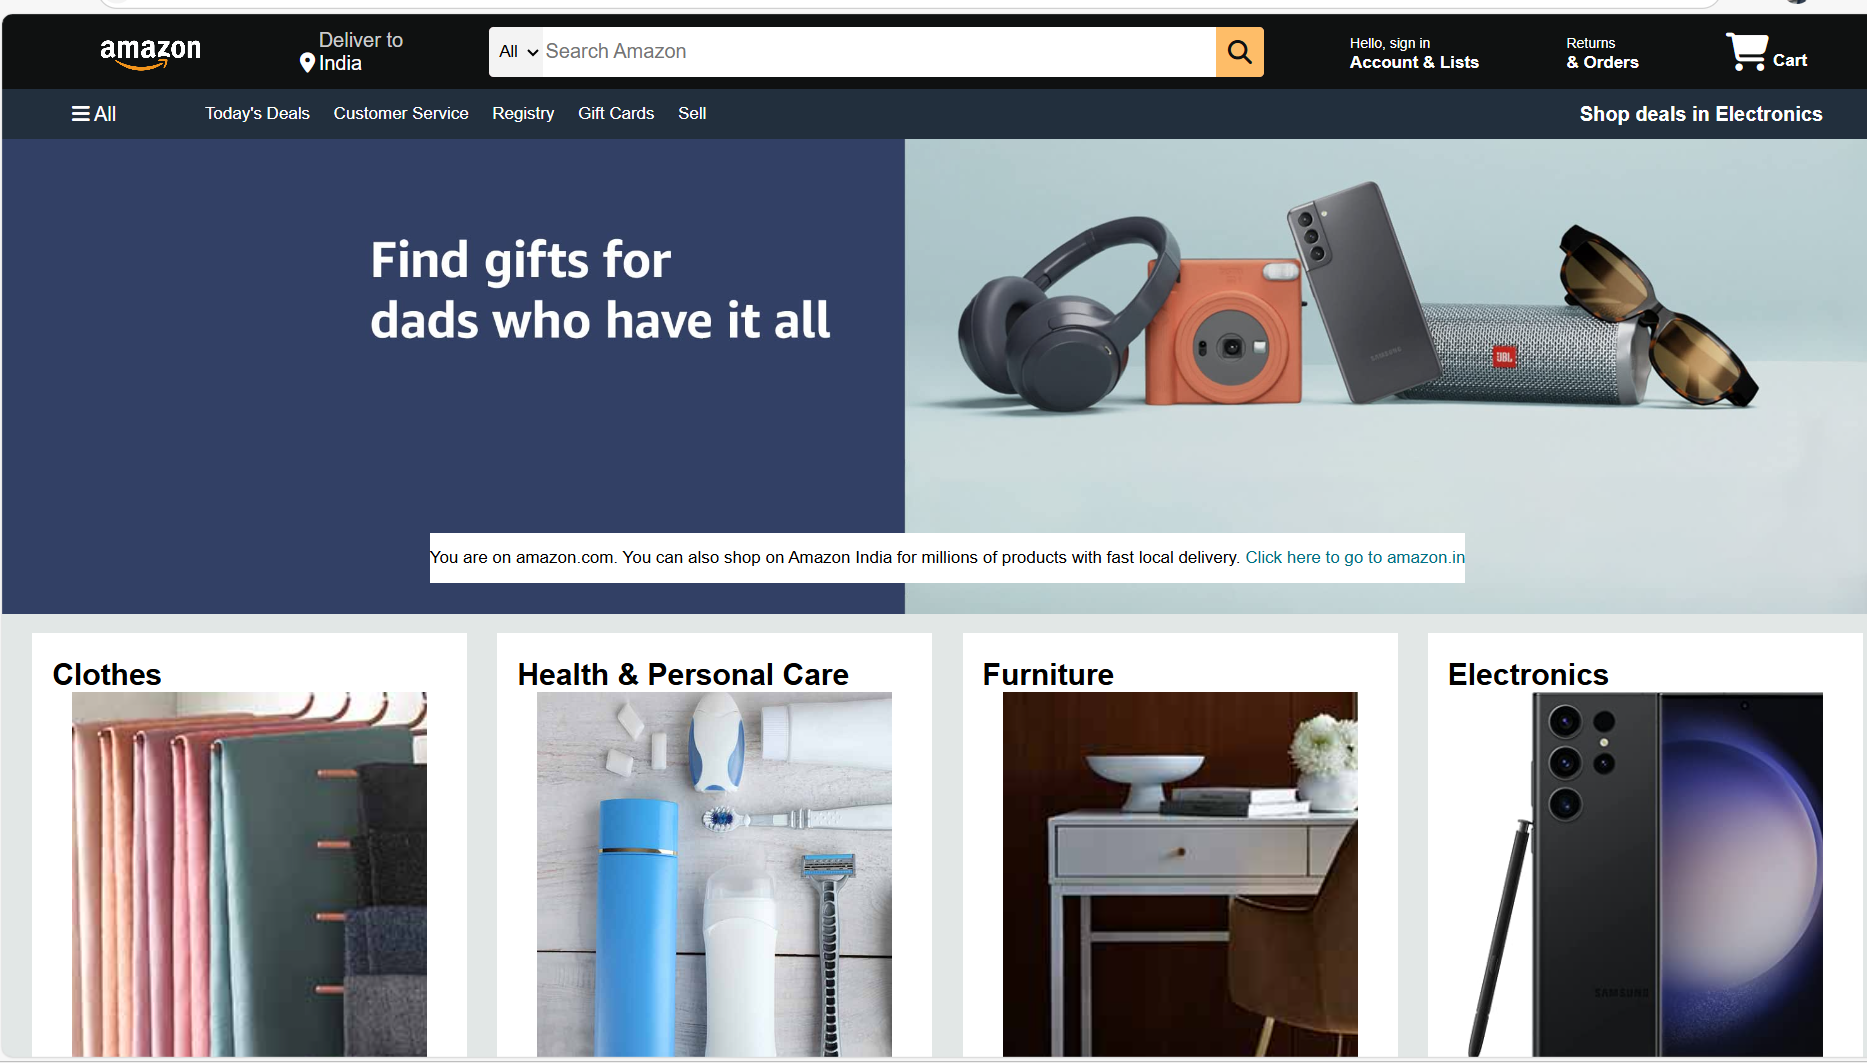 amazon
Deliver to
India
All
Search Amazon
Hello, sign in
Account & Lists
Returns
& Orders
Cart
All
Today's Deals
Customer Service
Registry
Gift Cards
Sell
Shop deals in Electronics
Find gifts for
dads who have it all
SAMSUNG
JBL
You are on amazon.com. You can also shop on Amazon India for millions of products with fast local delivery. Click here to go to amazon.in
Clothes
Health & Personal Care
Furniture
Electronics
SAMSUNG